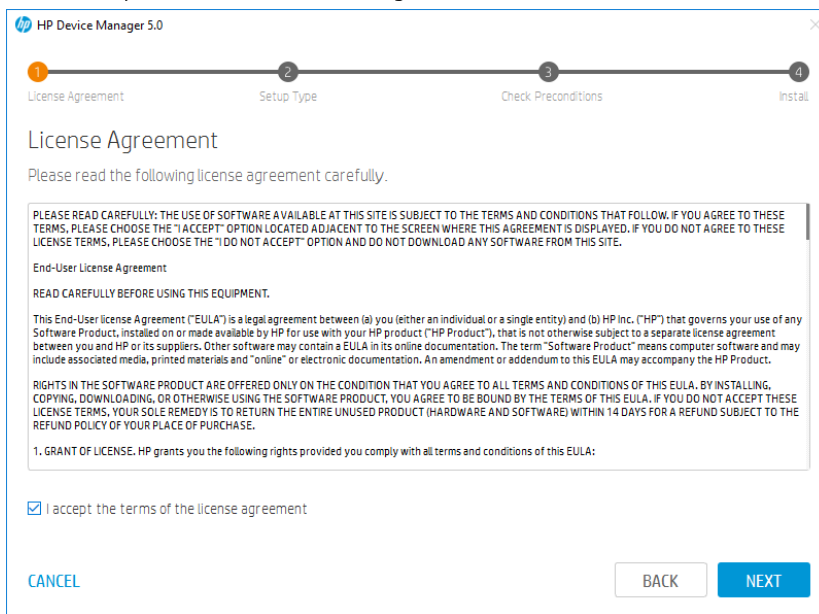 HP Device Manager 5.0
1
2
3
4
License Agreement
Setup Type
Check Preconditions
Install
License Agreement
Please read the following license agreement carefully.
PLEASE READ CAREFULLY: THE USE OF SOFTWARE AVAILABLE AT THIS SITE IS SUBJECT TO THE TERMS AND CONDITIONS THAT FOLLOW. IF YOU AGREE TO THESE
TERMS, PLEASE CHOOSE THE "I ACCEPT" OPTION LOCATED ADJACENT TO THE SCREEN WHERE THIS AGREEMENT IS DISPLAYED. IF YOU DO NOT AGREE TO THESE
LICENSE TERMS, PLEASE CHOOSE THE "I DO NOT ACCEPT" OPTION AND DO NOT DOWNLOAD ANY SOFTWARE FROM THIS SITE.
End-User License Agreement
READ CAREFULLY BEFORE USING THIS EQUIPMENT.
This End-User license Agreement ("EULA") is a legal agreement between (a) you (either an individual or a single entity) and (b) HP Inc. ("HP") that governs your use of any
Software Product, installed on or made available by HP for use with your HP product ("HP Product"), that is not otherwise subject to a separate license agreement
between you and HP or its suppliers. Other software may contain a EULA in its online documentation. The term "Software Product" means computer software and may
include associated media, printed materials and "online" or electronic documentation. An amendment or addendum to this EULA may accompany the HP Product.
RIGHTS IN THE SOFTWARE PRODUCT ARE OFFERED ONLY ON THE CONDITION THAT YOU AGREE TO ALL TERMS AND CONDITIONS OF THIS EULA. BY INSTALLING,
COPYING, DOWNLOADING, OR OTHERWISE USING THE SOFTWARE PRODUCT, YOU AGREE TO BE BOUND BY THE TERMS OF THIS EULA. IF YOU DO NOT ACCEPT THESE
LICENSE TERMS, YOUR SOLE REMEDY IS TO RETURN THE ENTIRE UNUSED PRODUCT (HARDWARE AND SOFTWARE) WITHIN 14 DAYS FOR A REFUND SUBJECT TO THE
REFUND POLICY OF YOUR PLACE OF PURCHASE.
1. GRANT OF LICENSE. HP grants you the following rights provided you comply with all terms and conditions of this EULA:
I accept the terms of the license agreement
CANCEL
BACK
NEXT